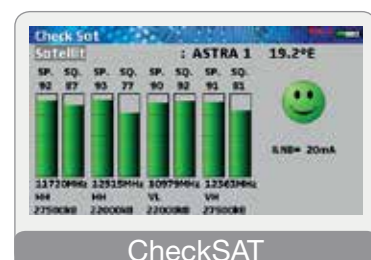 Check Sat
Satellit : ASTRA 1 19.2°E
SP. SQ. SP. SQ. SP. SQ. SP. SQ.
92 87 93 77 90 92 91 81
ILNB= 20mA
11720MHz 12515MHz 10979MHz 12363MHz
HH HH VL VH
27500kB 22000kB 22000kB 27500kB
CheckSAT